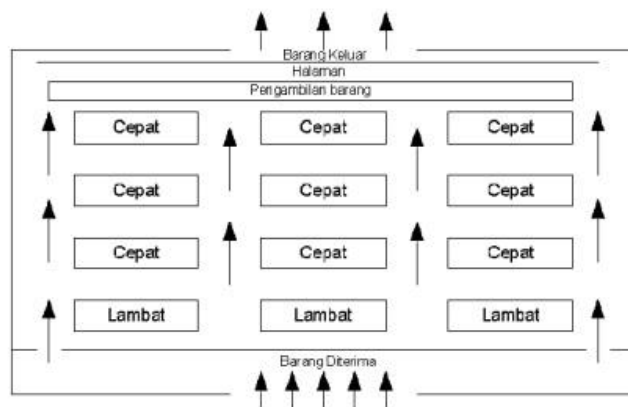 Barang Keluar
Halaman
Pengambilan barang
Cepat Cepat Cepat
Cepat Cepat Cepat
Cepat Cepat Cepat
Lambat Lambat Lambat
Barang Diterima